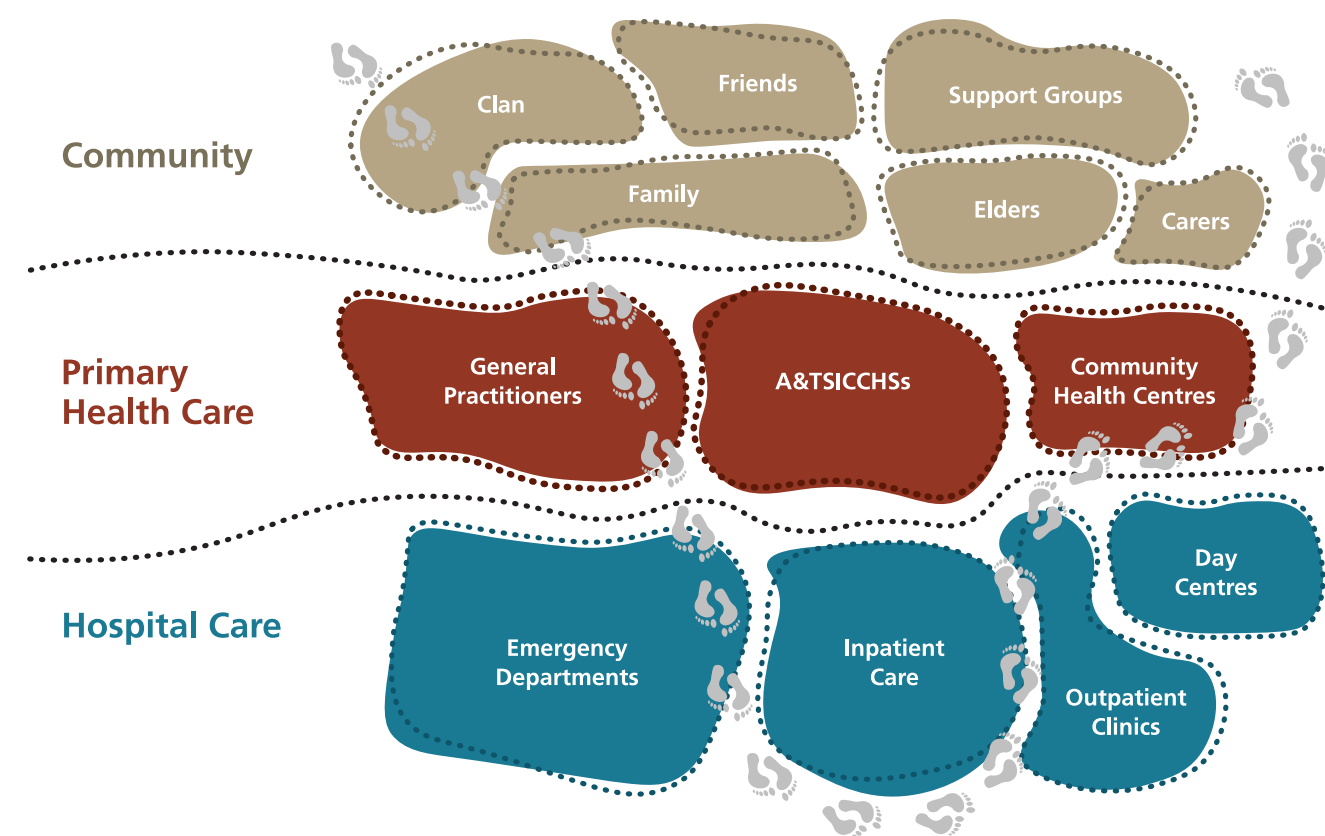 Community
Clan
Friends
Support Groups
Family
Elders
Carers
Primary
Health Care
General
Practitioners
A&TSICCHSs
Community
Health Centres
Hospital Care
Emergency
Departments
Inpatient
Care
Outpatient
Clinics
Day
Centres